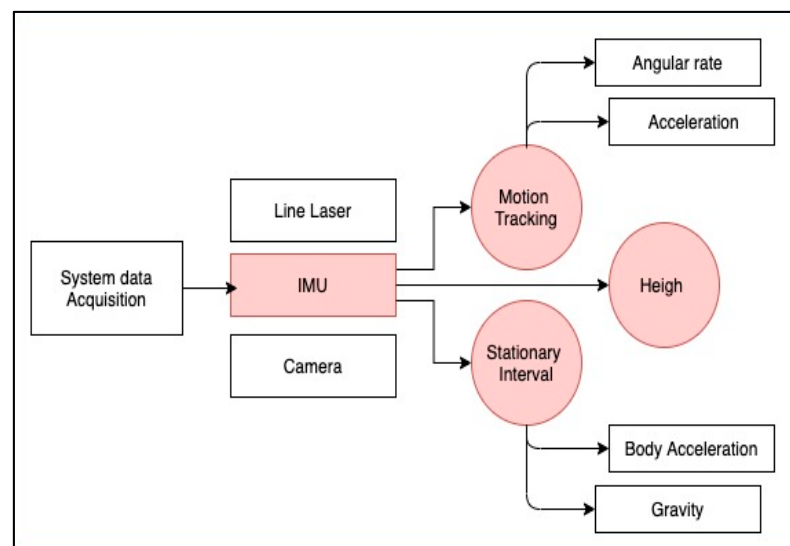 Angular rate
Acceleration
Motion
Tracking
Line Laser
System data
Acquisition
IMU
Heigh
Camera
Stationary
Interval
Body Acceleration
Gravity